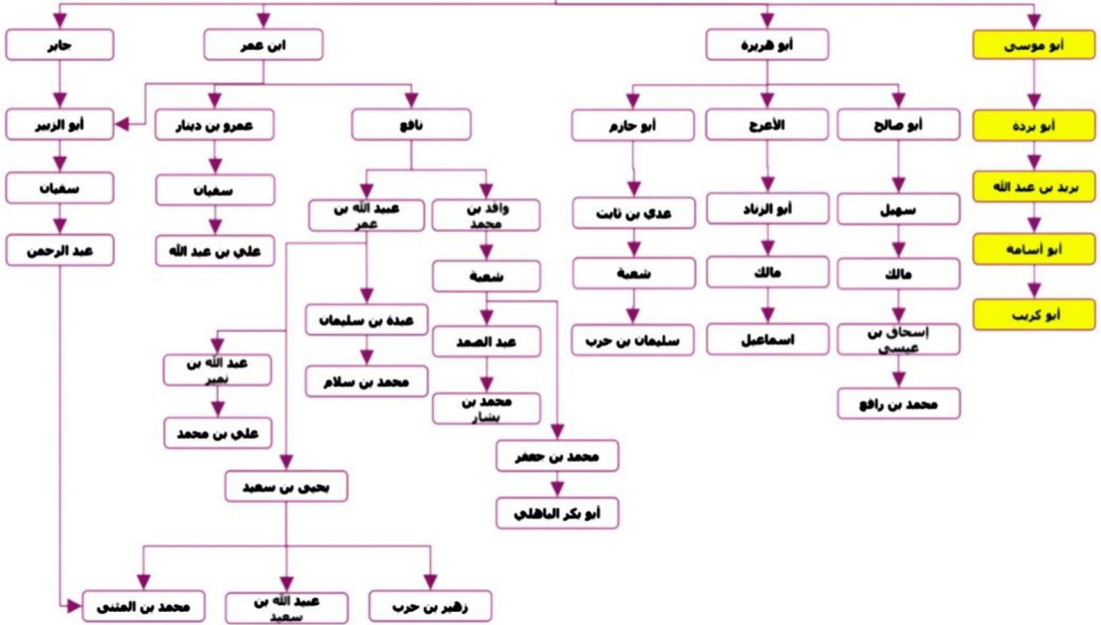 أبو موسى
أبو هريرة
ابن عمر
جابر
أبو بردة
أبو صالح
الأعرج
أبو حازم
نافع
عمرو بن دينار
أبو الزبير
بريد بن عبد الله
سهيل
أبو الزناد
عدي بن ثابت
واقد بن
محمد
عبيد الله بن
عمر
سفيان
سفيان
أبو أسامة
مالك
مالك
شعبة
شعبة
علي بن عبد الله
عبد الرحمن
أبو كريب
إسحاق بن
عيسى
اسماعيل
سليمان بن حرب
عبد الصمد
عبدة بن سليمان
عبد الله بن
نمير
محمد بن رافع
محمد بن
بشار
محمد بن سلام
علي بن محمد
محمد بن جعفر
يحيى بن سعيد
أبو بكر الباهلي
زهير بن حرب
عبيد الله بن
سعيد
محمد بن المثنى